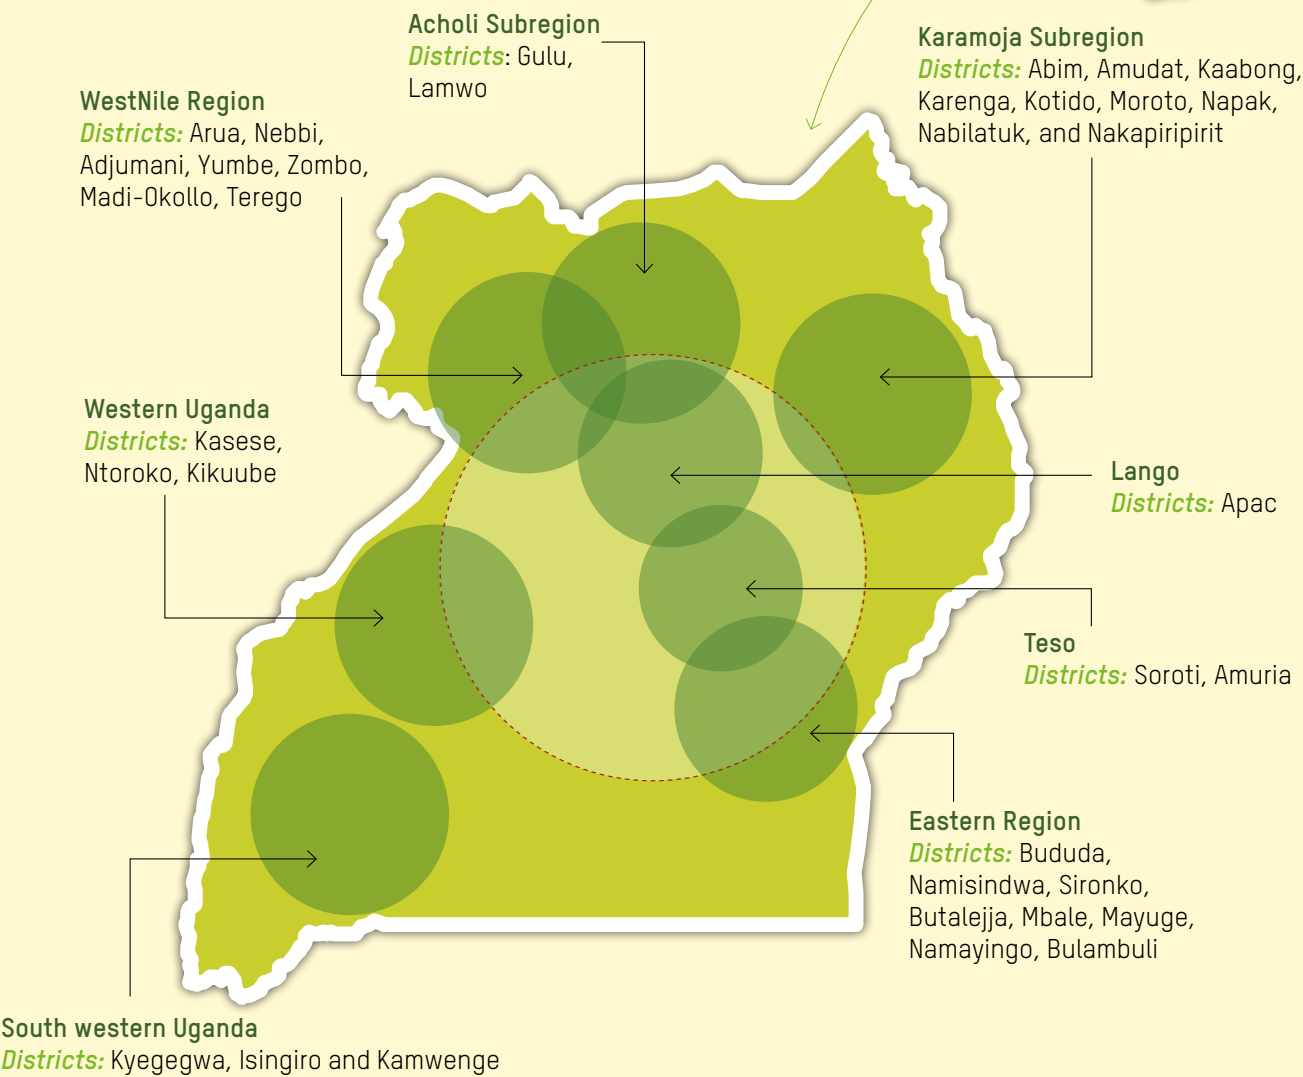 Acholi Subregion
Districts: Gulu,
Lamwo
Karamoja Subregion
Districts: Abim, Amudat, Kaabong,
Karenga, Kotido, Moroto, Napak,
Nabilatuk, and Nakapiripirit
WestNile Region
Districts: Arua, Nebbi,
Adjumani, Yumbe, Zombo,
Madi-Okollo, Terego
Western Uganda
Districts: Kasese,
Ntoroko, Kikuube
Lango
Districts: Apac
Teso
Districts: Soroti, Amuria
Eastern Region
Districts: Bududa,
Namisindwa, Sironko,
Butalejja, Mbale, Mayuge,
Namayingo, Bulambuli
South western Uganda
Districts: Kyegegwa, Isingiro and Kamwenge